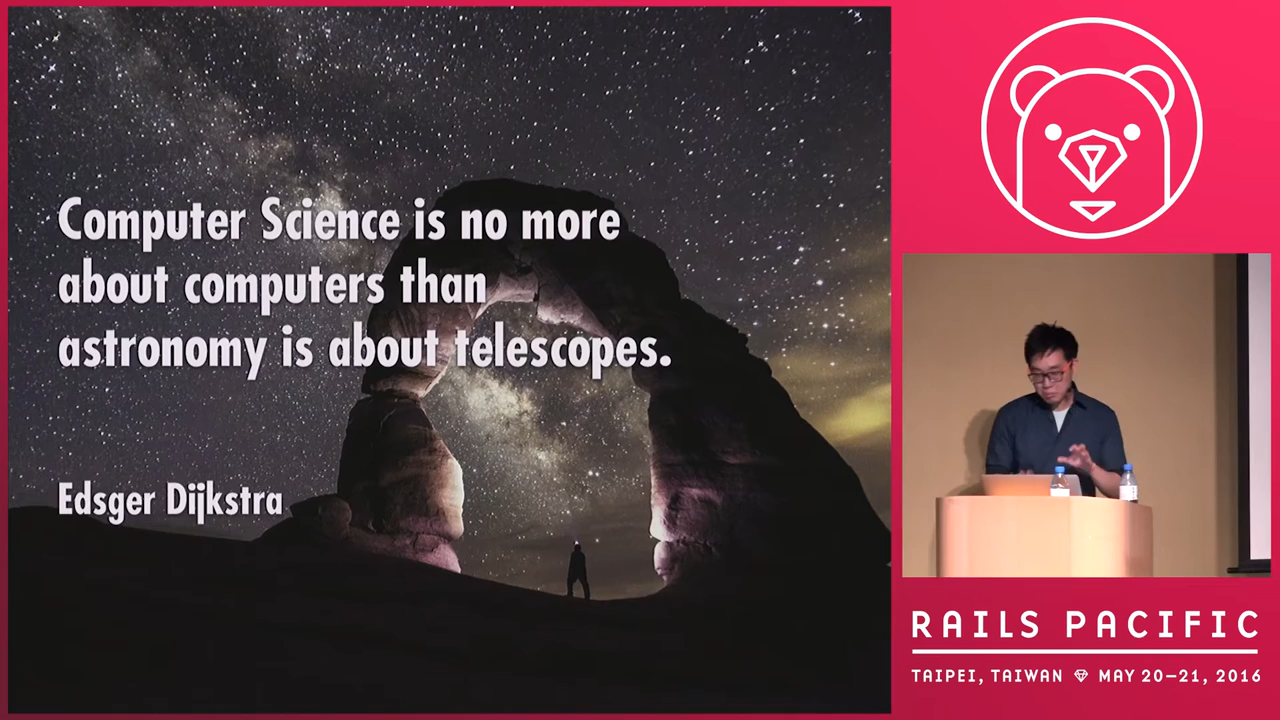 Computer Science is no more
about computers than
astronomy is about telescopes.
Edsger Dijkstra
RAILS PACIFIC
TAIPEI, TAIWAN MAY 20–21, 2016